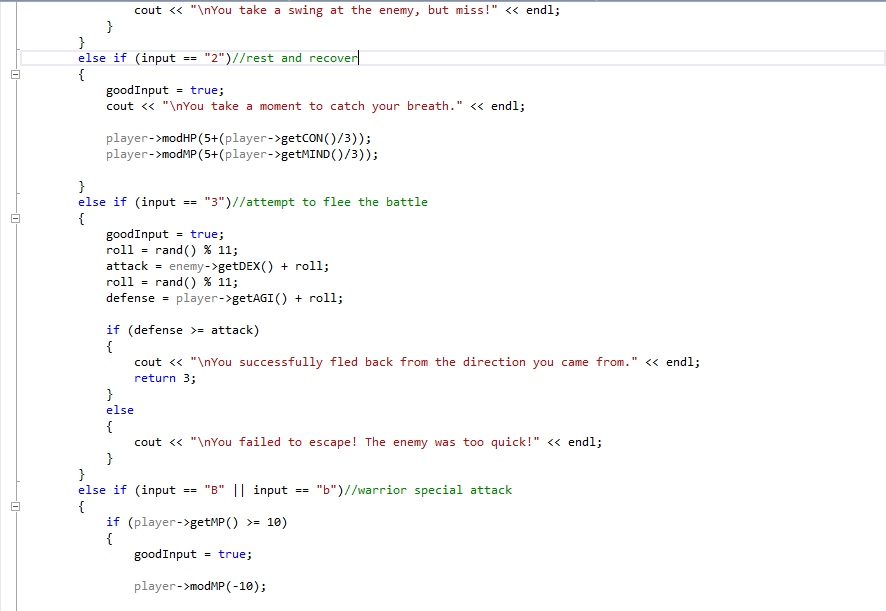 cout << "\nYou take a swing at the enemy, but miss!" << endl;
}
}
else if (input == "2")//rest and recover
{
goodInput = true;
cout << "\nYou take a moment to catch your breath." << endl;
player->modHP(5+(player->getCON()/3));
player->modMP(5+(player->getMIND()/3));
}
else if (input == "3")//attempt to flee the battle
{
goodInput = true;
roll = rand() % 11;
attack = enemy->getDEX() + roll;
roll = rand() % 11;
defense = player->getAGI() + roll;
if (defense >= attack)
{
cout << "\nYou successfully fled back from the direction you came from." << endl;
return 3;
}
else
{
cout << "\nYou failed to escape! The enemy was too quick!" << endl;
}
}
else if (input == "B" || input == "b")//warrior special attack
{
if (player->getMP() >= 10)
{
goodInput = true;
player->modMP(-10);